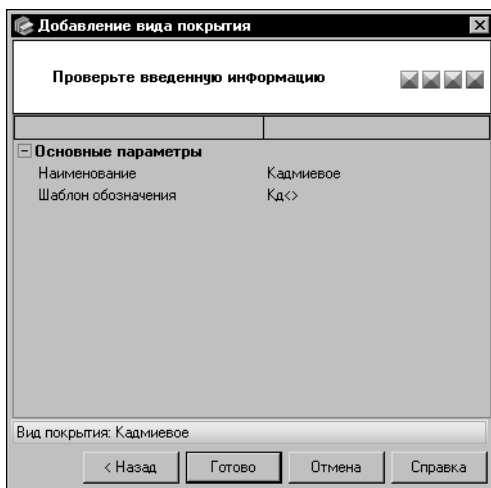 Добавление вида покрытия
Проверьте введенную информацию
Основные параметры
Наименование Кадмиевое
Шаблон обозначения Кд<>
Вид покрытия: Кадмиевое
< Назад Готово Отмена Справка